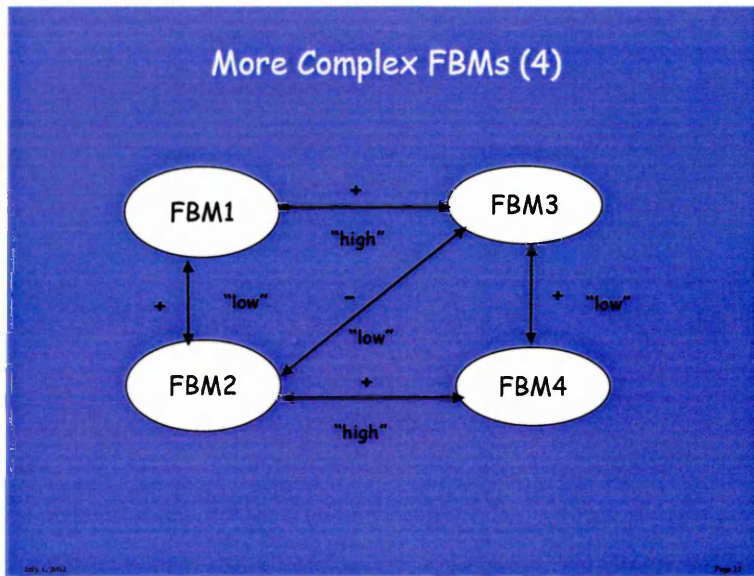 More Complex FBMs (4)
FBM1
+
"high"
FBM3
+
"low"
–
"low"
+
"low"
FBM2
+
"high"
FBM4